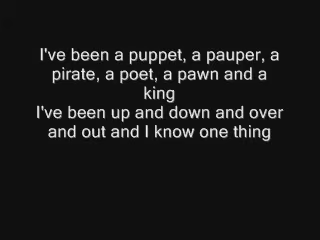 I've been a puppet, a pauper, a
pirate, a poet, a pawn and a
king
I've been up and down and over
and out and I know one thing